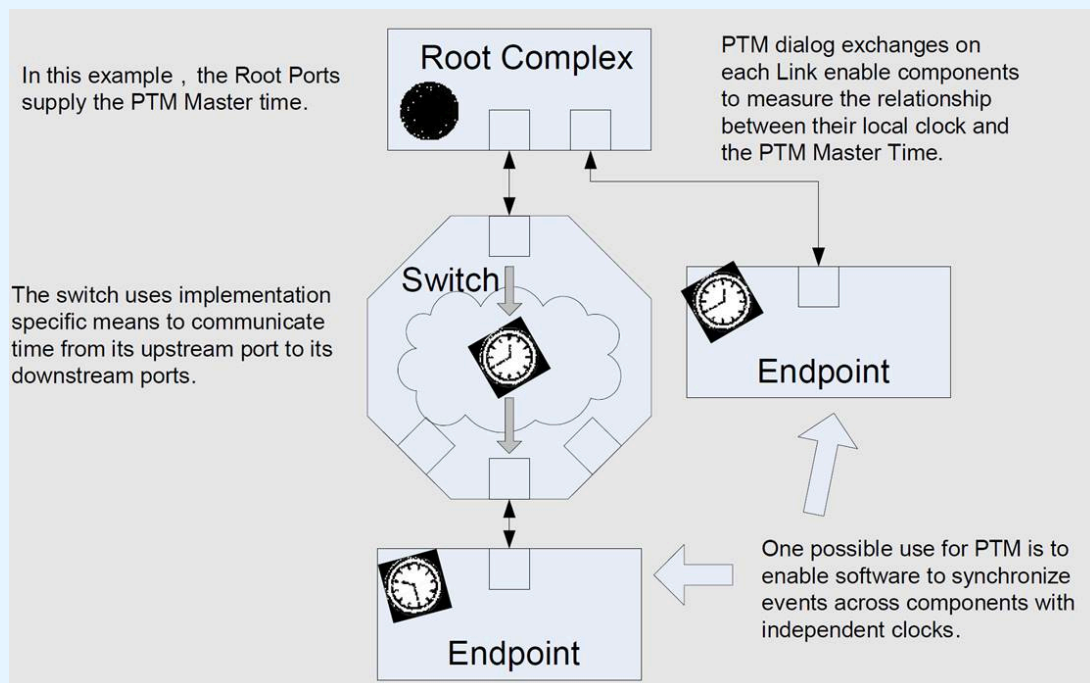 In this example , the Root Ports
supply the PTM Master time.
Root Complex
PTM dialog exchanges on
each Link enable components
to measure the relationship
between their local clock and
the PTM Master Time.
The switch uses implementation
specific means to communicate
time from its upstream port to its
downstream ports.
Switch
Endpoint
One possible use for PTM is to
enable software to synchronize
events across components with
independent clocks.
Endpoint